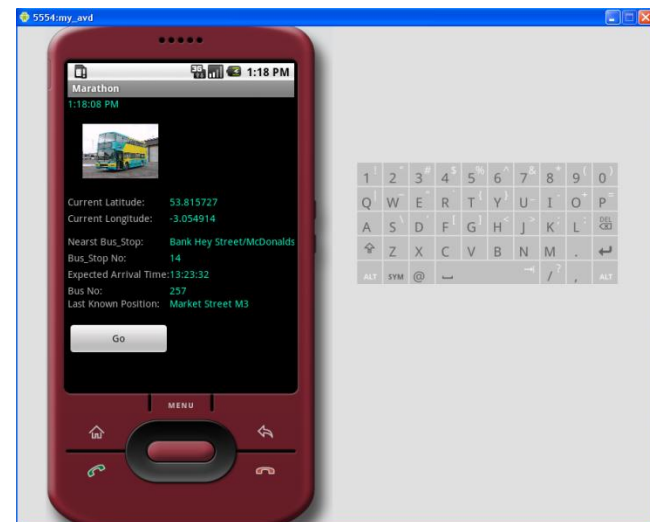 5554:my_avd
3G 1:18 PM
Marathon
1:18:08 PM
Current Latitude: 53.815727
Current Longitude: -3.054914
Nearst Bus_Stop: Bank Hey Street/McDonalds
Bus_Stop No: 14
Expected Arrival Time:13:23:32
Bus No: 257
Last Known Position: Market Street M3
Go
MENU
1 ! 2 " 3 # 4 $ 5 % 6 ^ 7 & 8 * 9 ( 0 )
Q W E R T { Y } U _ I O P =
A S \ D F [ G ] H < J > K ; L : DEL
Z X C V B N M .
ALT SYM @ / ? , ALT